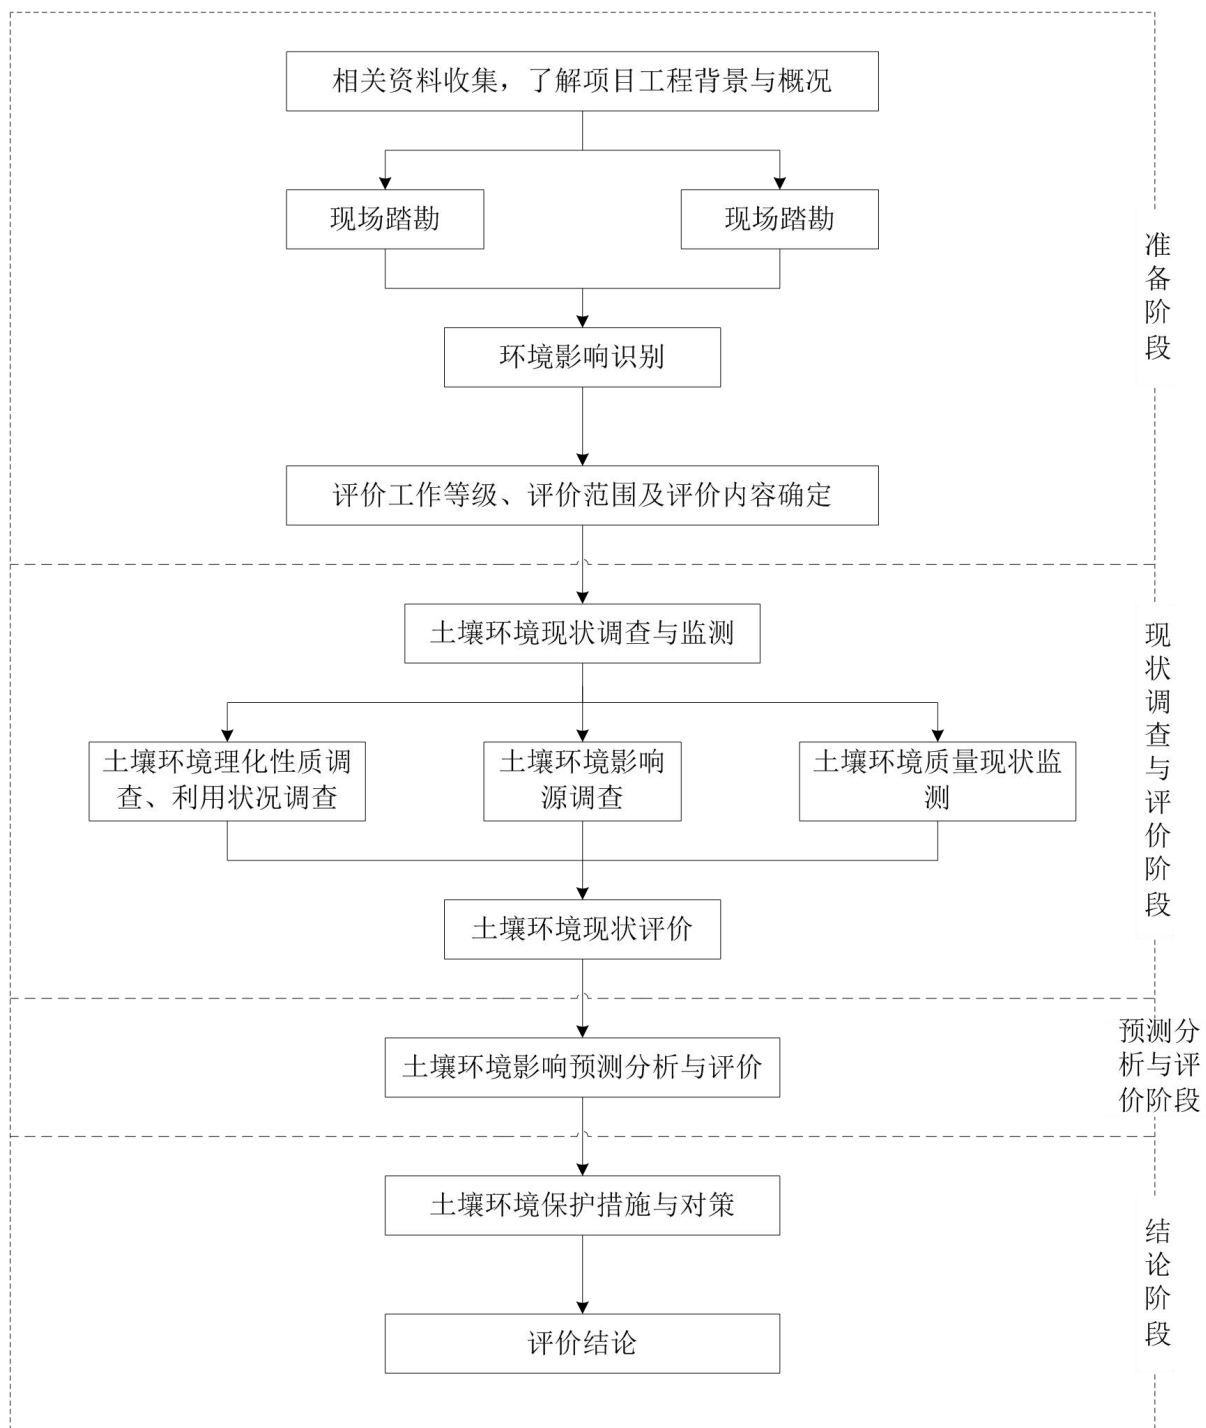 相关资料收集，了解项目工程背景与概况
现场踏勘
现场踏勘
准备阶段
环境影响识别
评价工作等级、评价范围及评价内容确定
土壤环境现状调查与监测
现状调查与评价阶段
土壤环境理化性质调
查、利用状况调查
土壤环境影响
源调查
土壤环境质量现状监
测
土壤环境现状评价
预测分
析与评
价阶段
土壤环境影响预测分析与评价
土壤环境保护措施与对策
结论阶段
评价结论